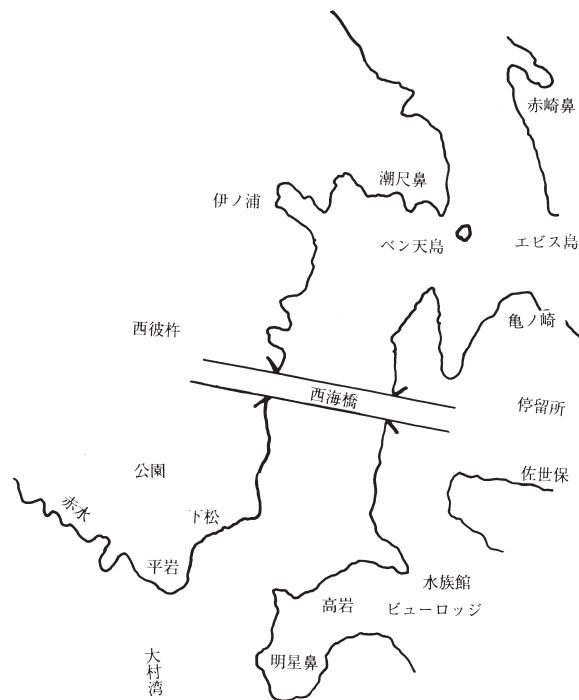 赤崎鼻
潮尺鼻
伊ノ浦
ベン天島
エビス島
亀ノ崎
西彼杵
西海橋
停留所
佐世保
公園
赤水
下松
平岩
水族館
高岩
ビューロッジ
大村湾
明星鼻